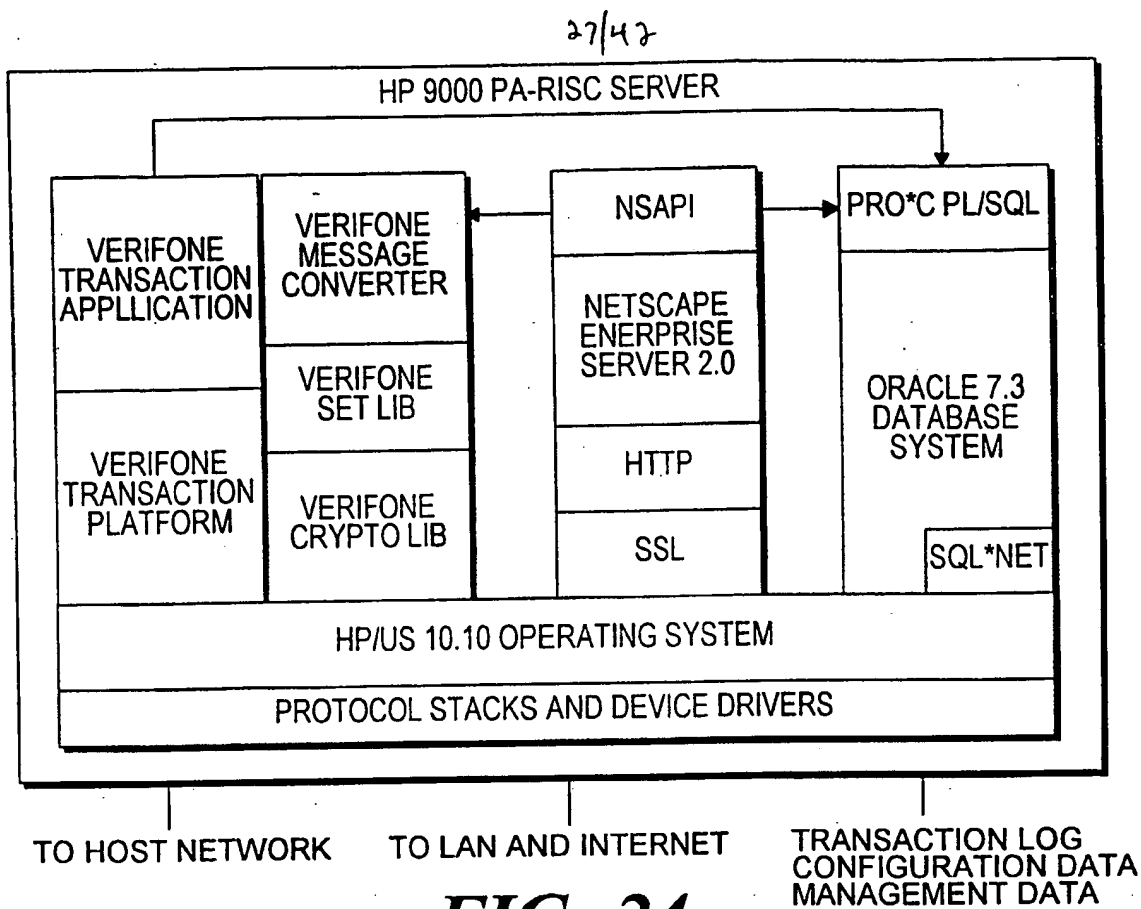 27/42
HP 9000 PA-RISC SERVER
VERIFONE
TRANSACTION
APPLLICATION
VERIFONE
TRANSACTION
PLATFORM
VERIFONE
MESSAGE
CONVERTER
VERIFONE
SET LIB
VERIFONE
CRYPTO LIB
NSAPI
NETSCAPE
ENERPRISE
SERVER 2.0
HTTP
SSL
PRO*C PL/SQL
ORACLE 7.3
DATABASE
SYSTEM
SQL*NET
HP/US 10.10 OPERATING SYSTEM
PROTOCOL STACKS AND DEVICE DRIVERS
TO HOST NETWORK
TO LAN AND INTERNET
TRANSACTION LOG
CONFIGURATION DATA
MANAGEMENT DATA